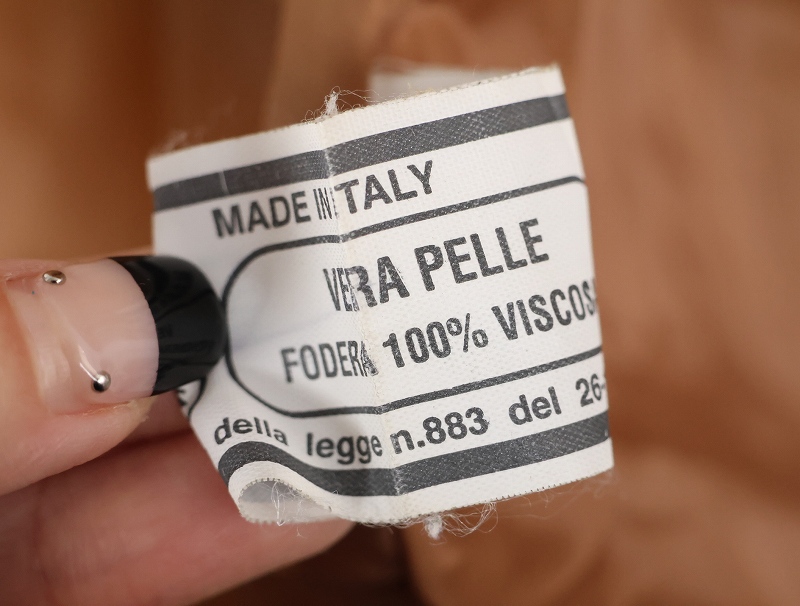 MADE IN ITALY
VERA PELLE
FODERA 100% VISCOSA
della legge n.883 del 26-